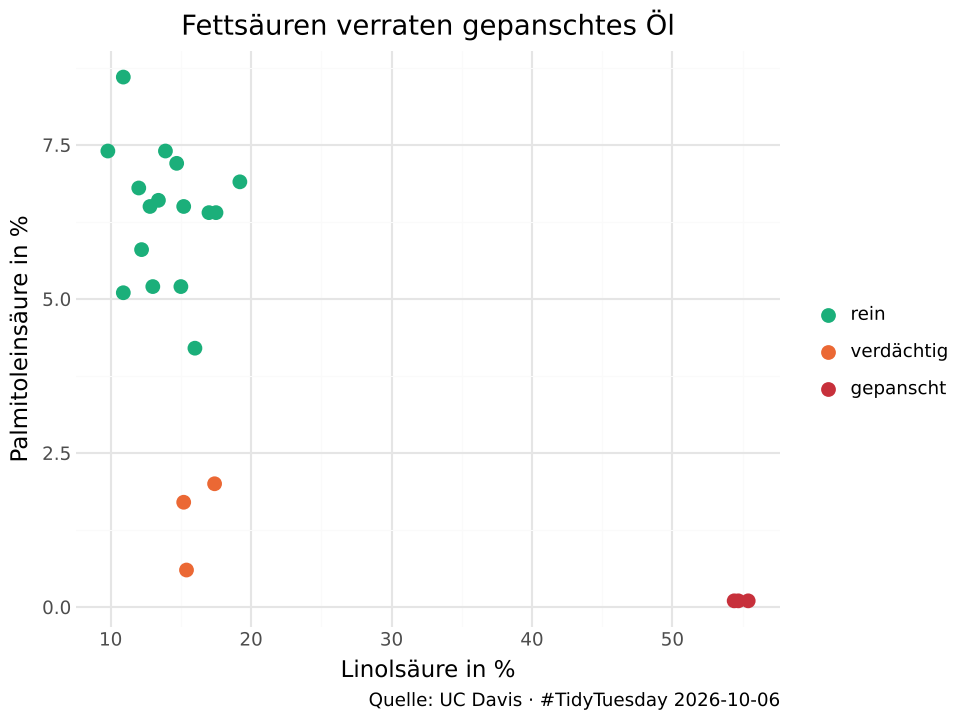 Fettsäuren verraten gepanschtes Öl
Palmitoleinsäure in %
7.5
5.0
2.5
0.0
10 20 30 40 50
Linolsäure in %
rein
verdächtig
gepanscht
Quelle: UC Davis · #TidyTuesday 2026-10-06